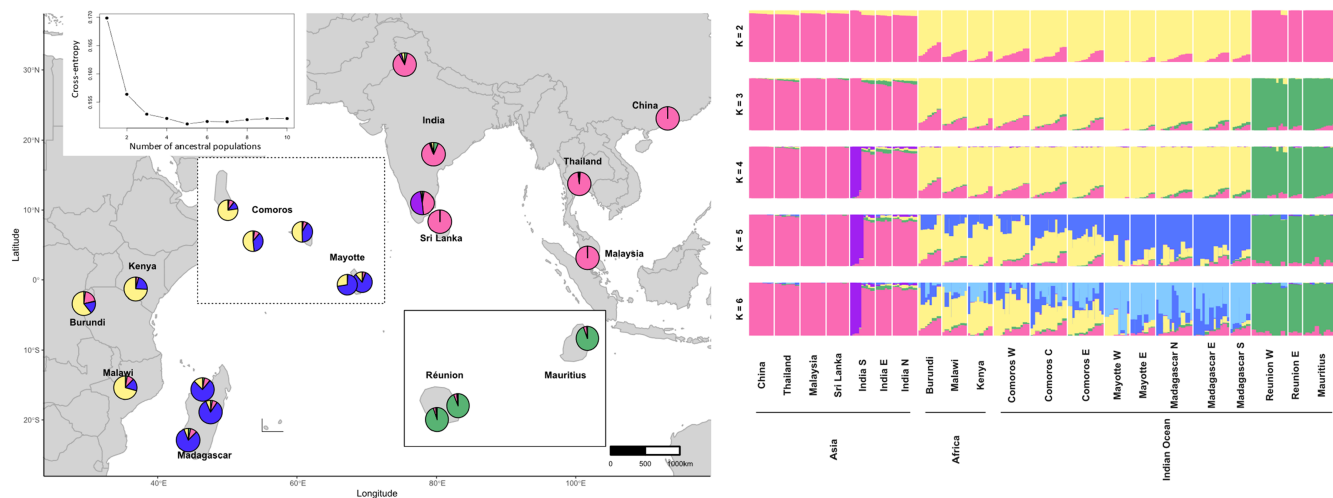 0.170
0.165
0.160
0.155
Cross-entropy
2 4 6 8 10
Number of ancestral populations
30°N
20°N
10°N
0°
10°S
20°S
Latitude
40°E 60°E 80°E 100°E
Longitude
China
India
Thailand
Sri Lanka
Malaysia
Comoros
Mayotte
Kenya
Burundi
Malawi
Madagascar
Réunion
Mauritius
0 500 1000km
K = 2
K = 3
K = 4
K = 5
K = 6
China
Thailand
Malaysia
Sri Lanka
India S
India E
India N
Burundi
Malawi
Kenya
Comoros W
Comoros C
Comoros E
Mayotte W
Mayotte E
Madagascar N
Madagascar E
Madagascar S
Reunion W
Reunion E
Mauritius
Asia
Africa
Indian Ocean